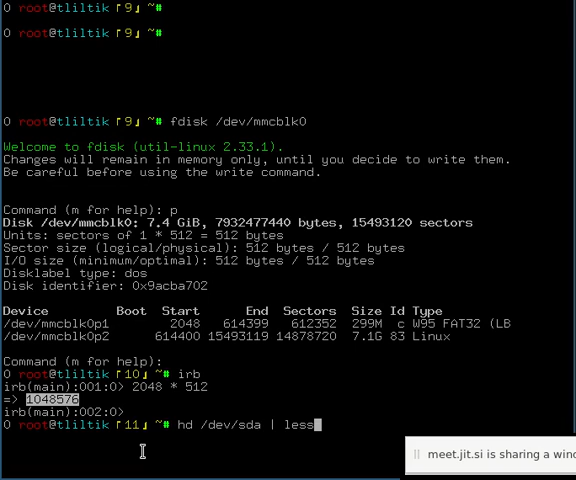 0 root@tliltik ⎡9⎦ ~#
0 root@tliltik ⎡9⎦ ~#
0 root@tliltik ⎡9⎦ ~# fdisk /dev/mmcblk0
Welcome to fdisk (util-linux 2.33.1).
Changes will remain in memory only, until you decide to write them.
Be careful before using the write command.
Command (m for help): p
Disk /dev/mmcblk0: 7.4 GiB, 7932477440 bytes, 15493120 sectors
Units: sectors of 1 * 512 = 512 bytes
Sector size (logical/physical): 512 bytes / 512 bytes
I/O size (minimum/optimal): 512 bytes / 512 bytes
Disklabel type: dos
Disk identifier: 0x9acba702
Device Boot Start End Sectors Size Id Type
/dev/mmcblk0p1 2048 614399 612352 299M c W95 FAT32 (LB
/dev/mmcblk0p2 614400 15493119 14878720 7.1G 83 Linux
Command (m for help):
0 root@tliltik ⎡10⎦ ~# irb
irb(main):001:0> 2048 * 512
=> 1048576
irb(main):002:0>
0 root@tliltik ⎡11⎦ ~# hd /dev/sda | less
meet.jit.si is sharing a wind